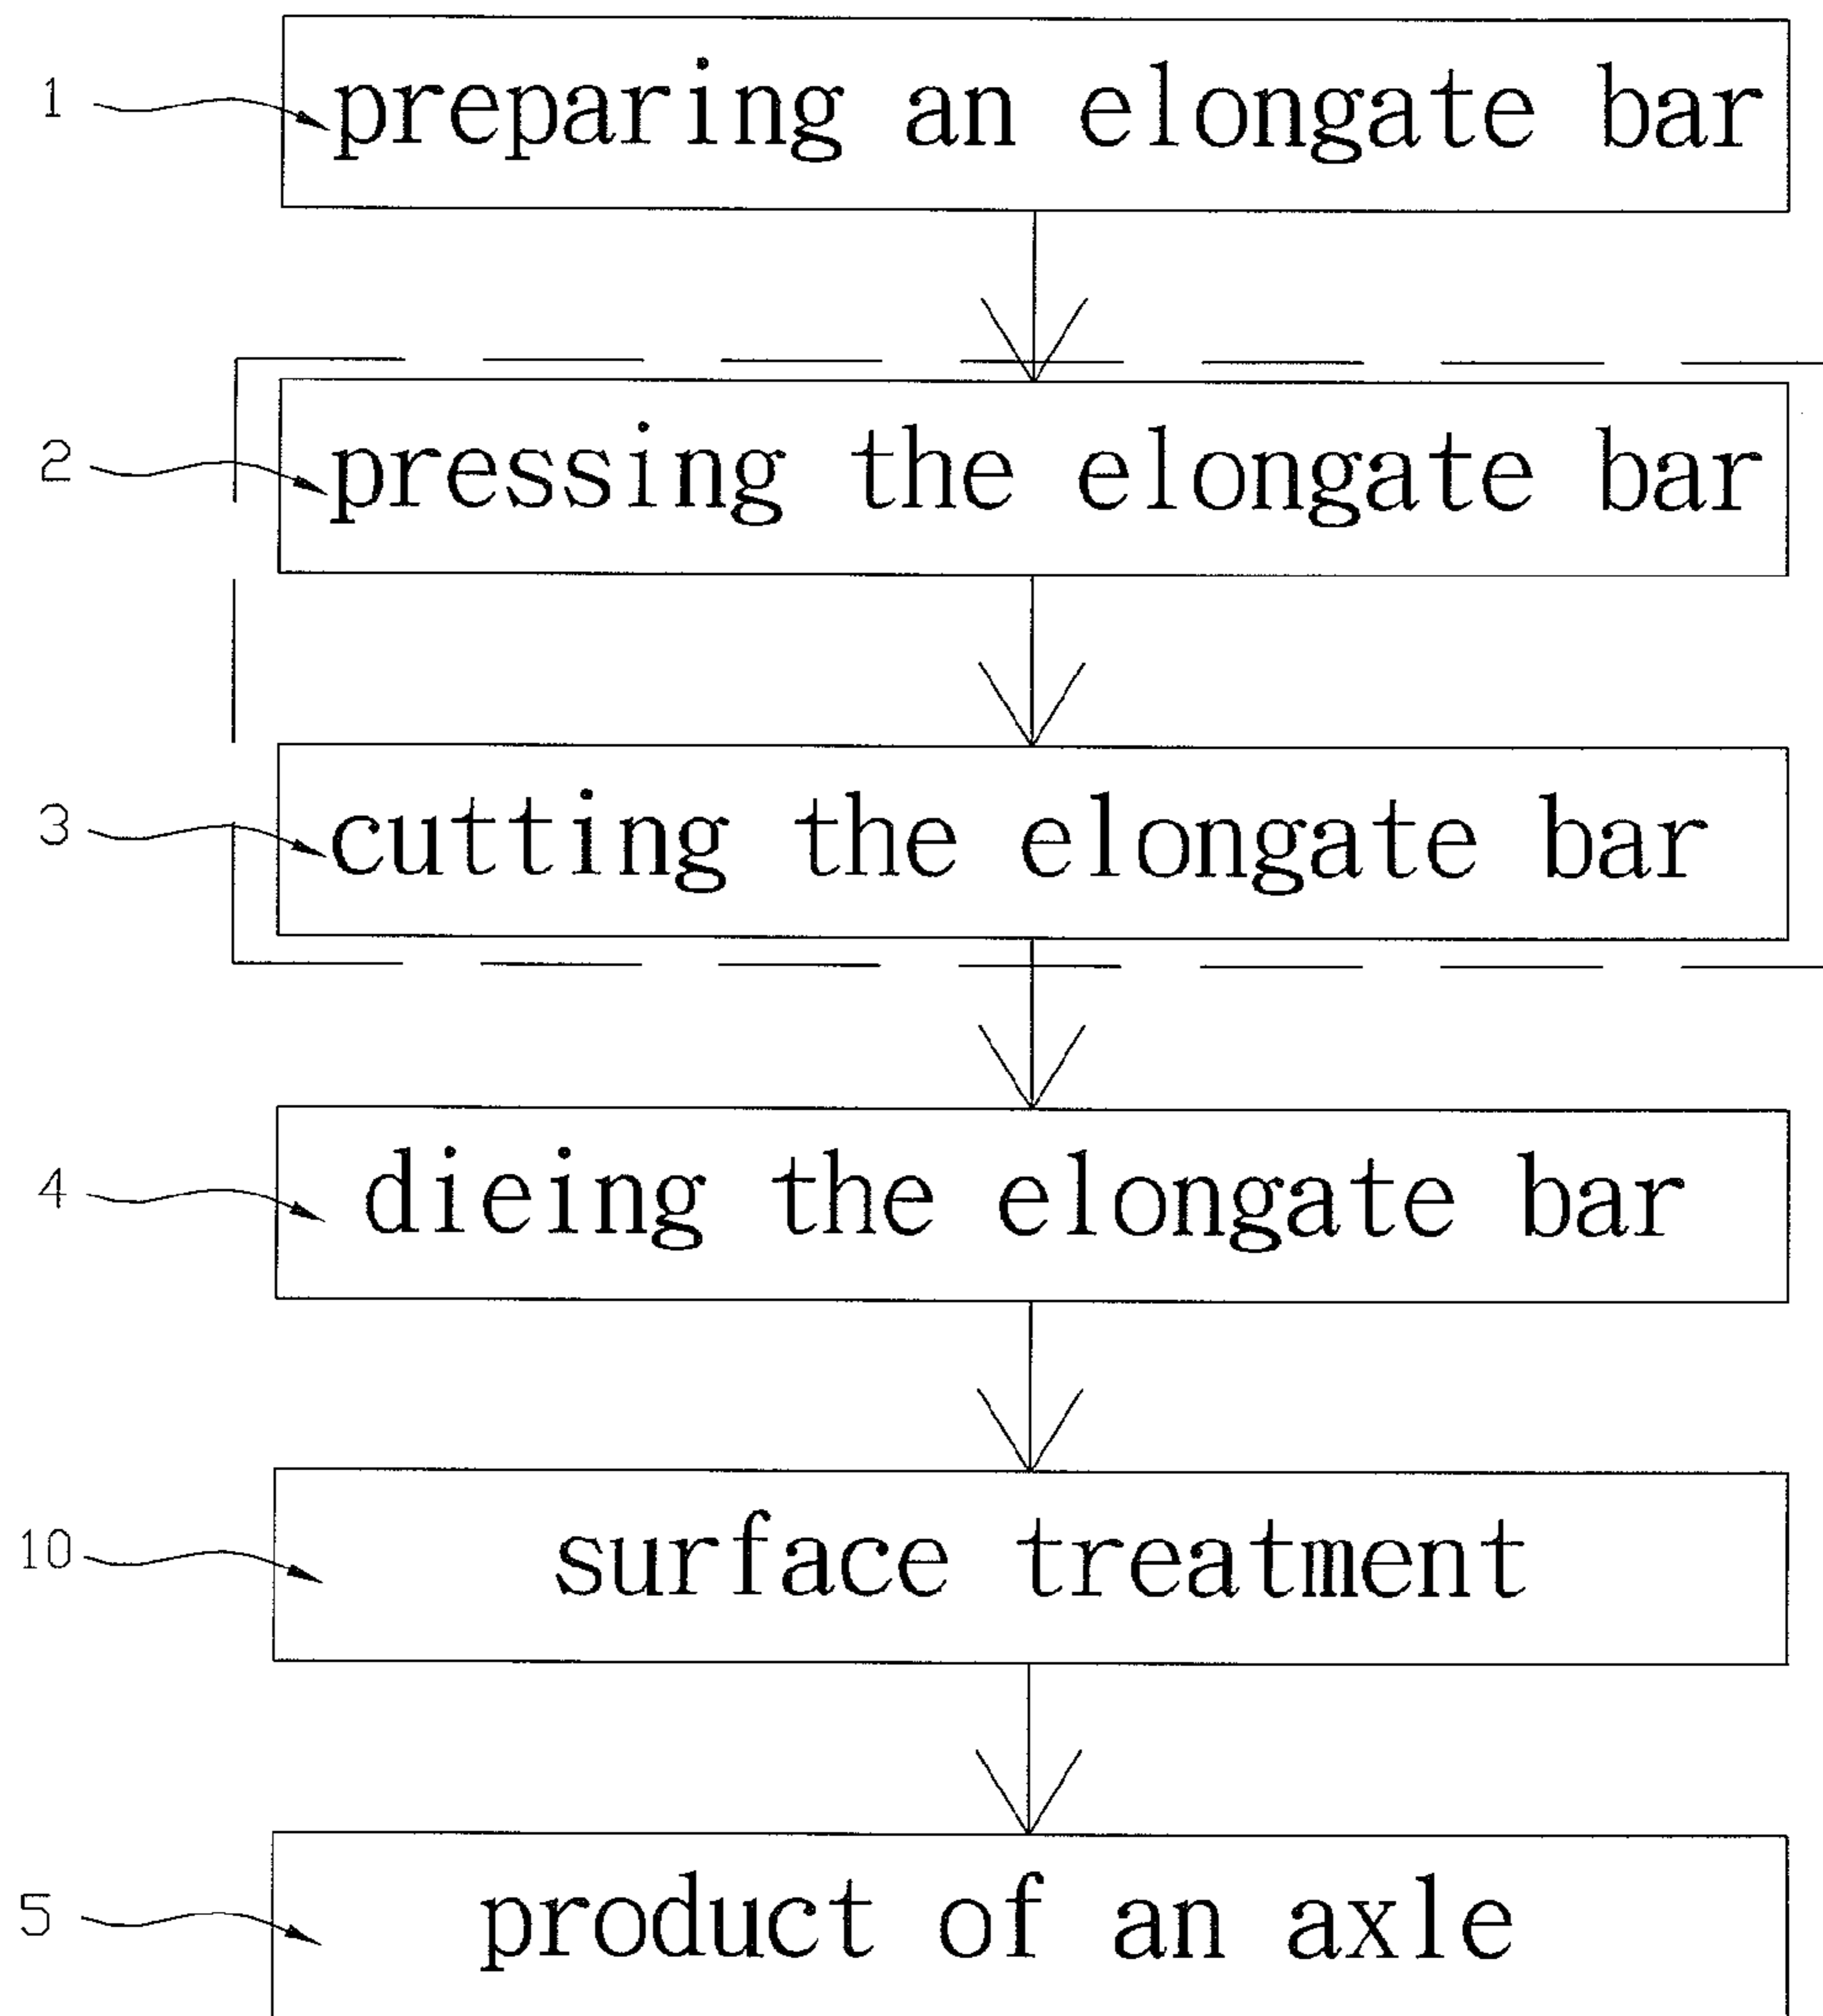 1 preparing an elongate bar
2 pressing the elongate bar
3 cutting the elongate bar
4 dieing the elongate bar
10 surface treatment
5 product of an axle